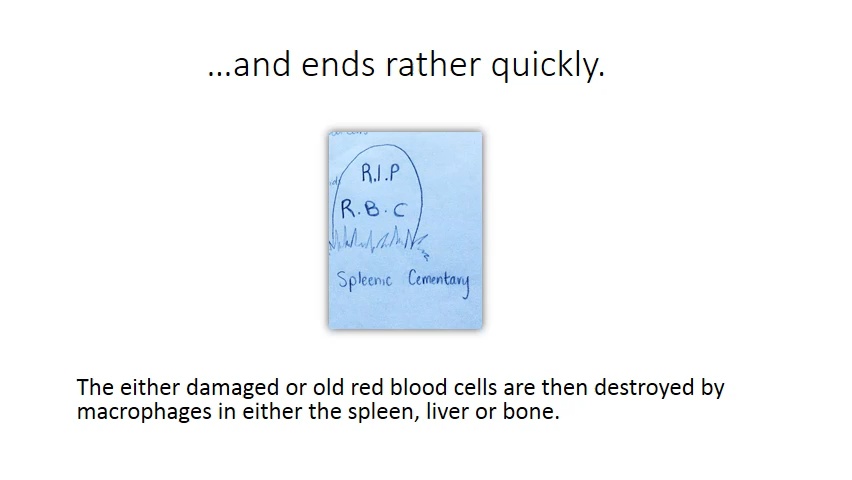 ...and ends rather quickly.
R.I.P
R.B.C
Spleenic Cementary
The either damaged or old red blood cells are then destroyed by
macrophages in either the spleen, liver or bone.